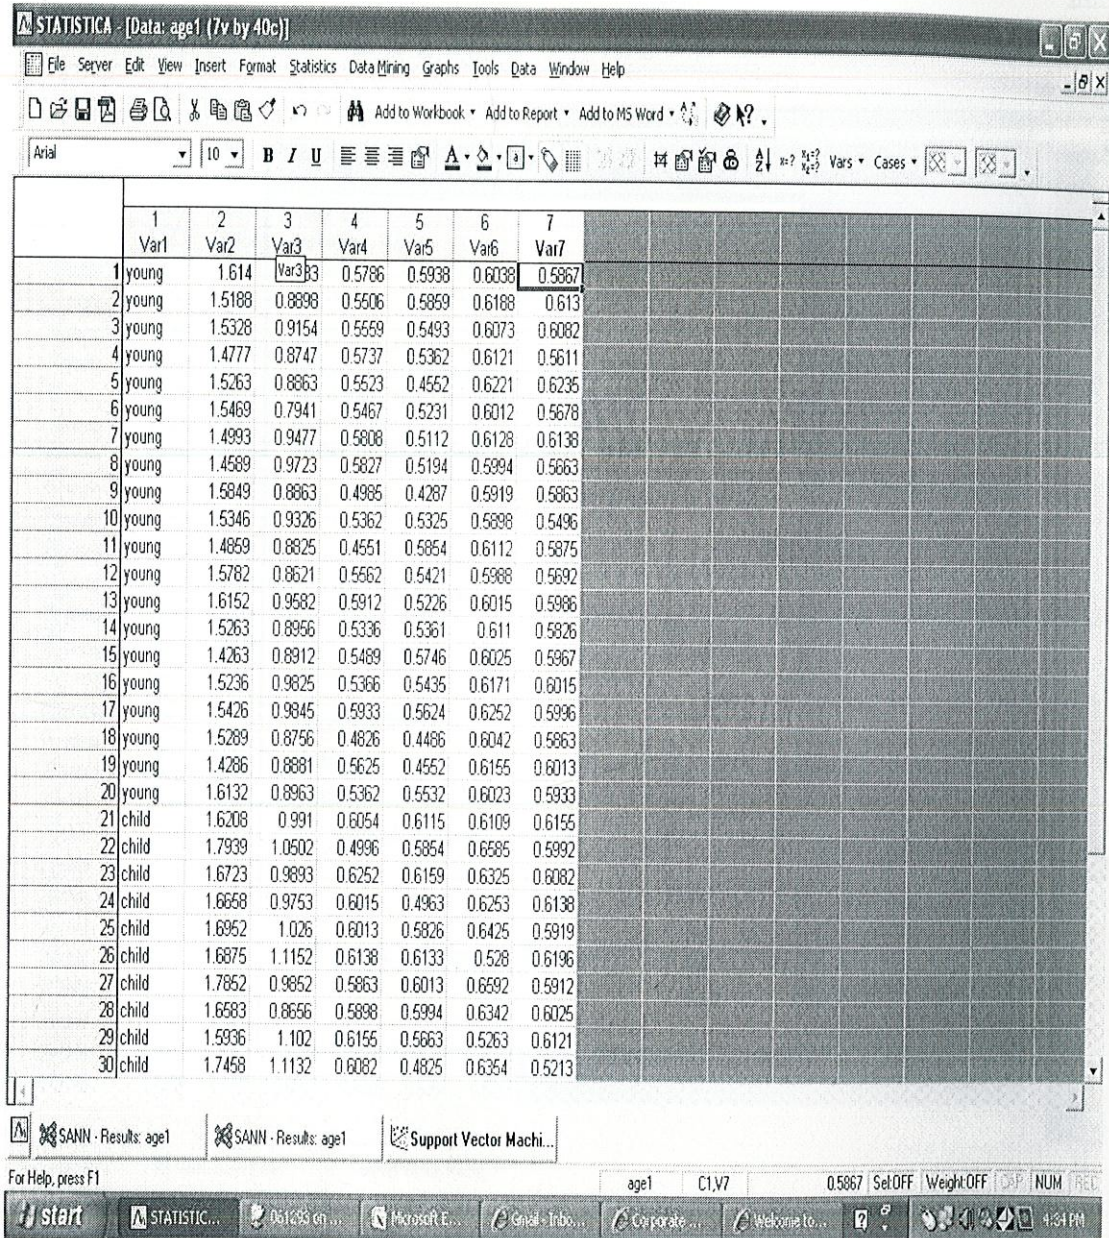 STATISTICA - [Data: age1 (7v by 40c)]
File Server Edit View Insert Format Statistics Data Mining Graphs Tools Data Window Help
Add to Workbook Add to Report Add to MS Word
Arial 10 B I U Vars Cases
1 2 3 4 5 6 7
Var1 Var2 Var3 Var4 Var5 Var6 Var7
1 young 1.614 Var3 83 0.5786 0.5938 0.6038 0.5867
2 young 1.5188 0.8898 0.5506 0.5859 0.6188 0.613
3 young 1.5328 0.9154 0.5559 0.5493 0.6073 0.6082
4 young 1.4777 0.8747 0.5737 0.5362 0.6121 0.5611
5 young 1.5263 0.8863 0.5523 0.4552 0.6221 0.6235
6 young 1.5469 0.7941 0.5467 0.5231 0.6012 0.5678
7 young 1.4993 0.9477 0.5808 0.5112 0.6128 0.6138
8 young 1.4589 0.9723 0.5827 0.5194 0.5994 0.5663
9 young 1.5849 0.8863 0.4985 0.4287 0.5919 0.5863
10 young 1.5346 0.9326 0.5362 0.5325 0.5898 0.5496
11 young 1.4859 0.8825 0.4551 0.5854 0.6112 0.5875
12 young 1.5782 0.8621 0.5562 0.5421 0.5988 0.5692
13 young 1.6152 0.9582 0.5912 0.5226 0.6015 0.5986
14 young 1.5263 0.8956 0.5336 0.5361 0.611 0.5826
15 young 1.4263 0.8912 0.5489 0.5746 0.6025 0.5967
16 young 1.5236 0.9825 0.5366 0.5435 0.6171 0.6015
17 young 1.5426 0.9845 0.5933 0.5624 0.6252 0.5996
18 young 1.5289 0.8756 0.4826 0.4486 0.6042 0.5863
19 young 1.4286 0.8881 0.5625 0.4552 0.6155 0.6013
20 young 1.6132 0.8963 0.5362 0.5532 0.6023 0.5933
21 child 1.6208 0.991 0.6054 0.6115 0.6109 0.6155
22 child 1.7939 1.0502 0.4996 0.5854 0.6585 0.5992
23 child 1.6723 0.9893 0.6252 0.6159 0.6325 0.6082
24 child 1.6658 0.9753 0.6015 0.4963 0.6253 0.6138
25 child 1.6952 1.026 0.6013 0.5826 0.6425 0.5919
26 child 1.6875 1.1152 0.6138 0.6133 0.528 0.6196
27 child 1.7852 0.9852 0.5863 0.6013 0.6592 0.5912
28 child 1.6583 0.8656 0.5898 0.5994 0.6342 0.6025
29 child 1.5936 1.102 0.6155 0.5663 0.5263 0.6121
30 child 1.7458 1.1132 0.6082 0.4825 0.6354 0.5213
SANN - Results: age1 SANN - Results: age1 Support Vector Machi...
For Help, press F1 age1 C1,V7 0.5867 Sel:OFF Weight:OFF CAP NUM REC
start STATISTIC... 061293 on ... Microsoft E... Gmail - Inbo... Corporate ... Welcome to... 4:34 PM